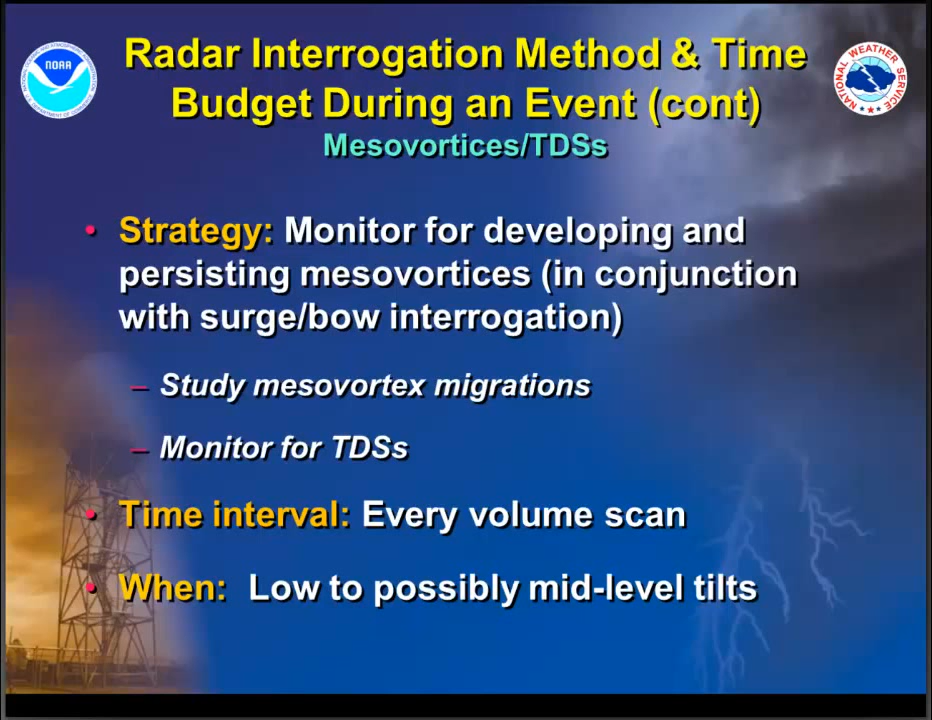 Radar Interrogation Method & Time
Budget During an Event (cont)
Mesovortices/TDSs
NOAA
NATIONAL WEATHER SERVICE
• Strategy: Monitor for developing and
persisting mesovortices (in conjunction
with surge/bow interrogation)
– Study mesovortex migrations
– Monitor for TDSs
• Time interval: Every volume scan
• When: Low to possibly mid-level tilts